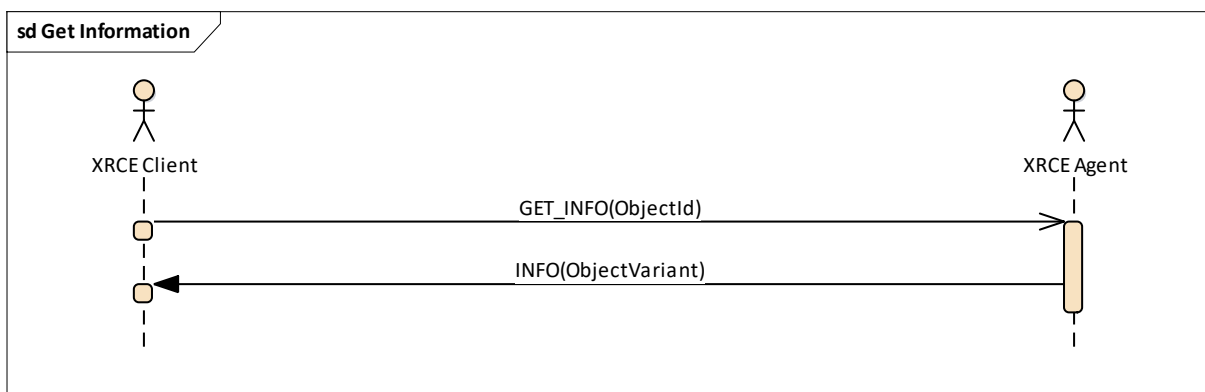 sd Get Information
XRCE Client
XRCE Agent
GET_INFO(ObjectId)
INFO(ObjectVariant)